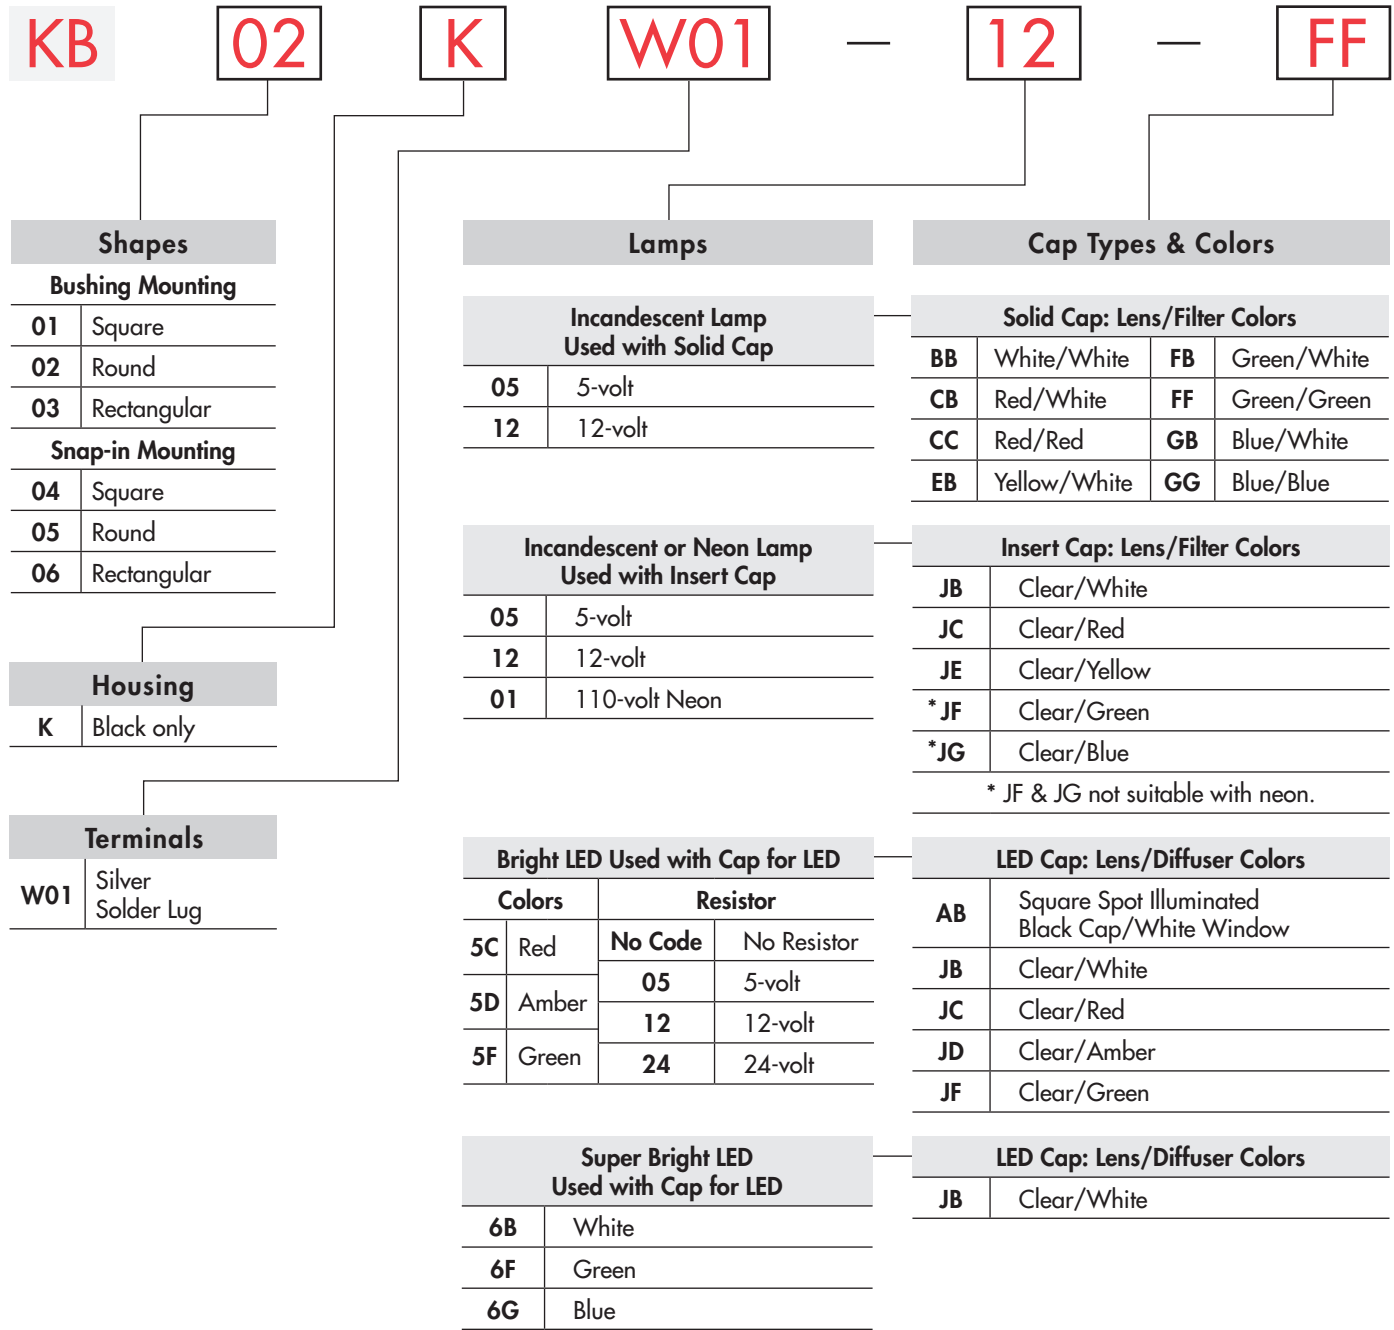 KB 02 K W01 — 12 — FF
Shapes
Bushing Mounting
01 Square
02 Round
03 Rectangular
Snap-in Mounting
04 Square
05 Round
06 Rectangular
Housing
K Black only
Terminals
W01 Silver
Solder Lug
Lamps
Incandescent Lamp
Used with Solid Cap
05 5-volt
12 12-volt
Incandescent or Neon Lamp
Used with Insert Cap
05 5-volt
12 12-volt
01 110-volt Neon
Bright LED Used with Cap for LED
Colors Resistor
5C Red
5D Amber
5F Green
No Code No Resistor
05 5-volt
12 12-volt
24 24-volt
Super Bright LED
Used with Cap for LED
6B White
6F Green
6G Blue
Cap Types & Colors
Solid Cap: Lens/Filter Colors
BB White/White FB Green/White
CB Red/White FF Green/Green
CC Red/Red GB Blue/White
EB Yellow/White GG Blue/Blue
Insert Cap: Lens/Filter Colors
JB Clear/White
JC Clear/Red
JE Clear/Yellow
* JF Clear/Green
* JG Clear/Blue
* JF & JG not suitable with neon.
LED Cap: Lens/Diffuser Colors
AB Square Spot Illuminated
Black Cap/White Window
JB Clear/White
JC Clear/Red
JD Clear/Amber
JF Clear/Green
LED Cap: Lens/Diffuser Colors
JB Clear/White